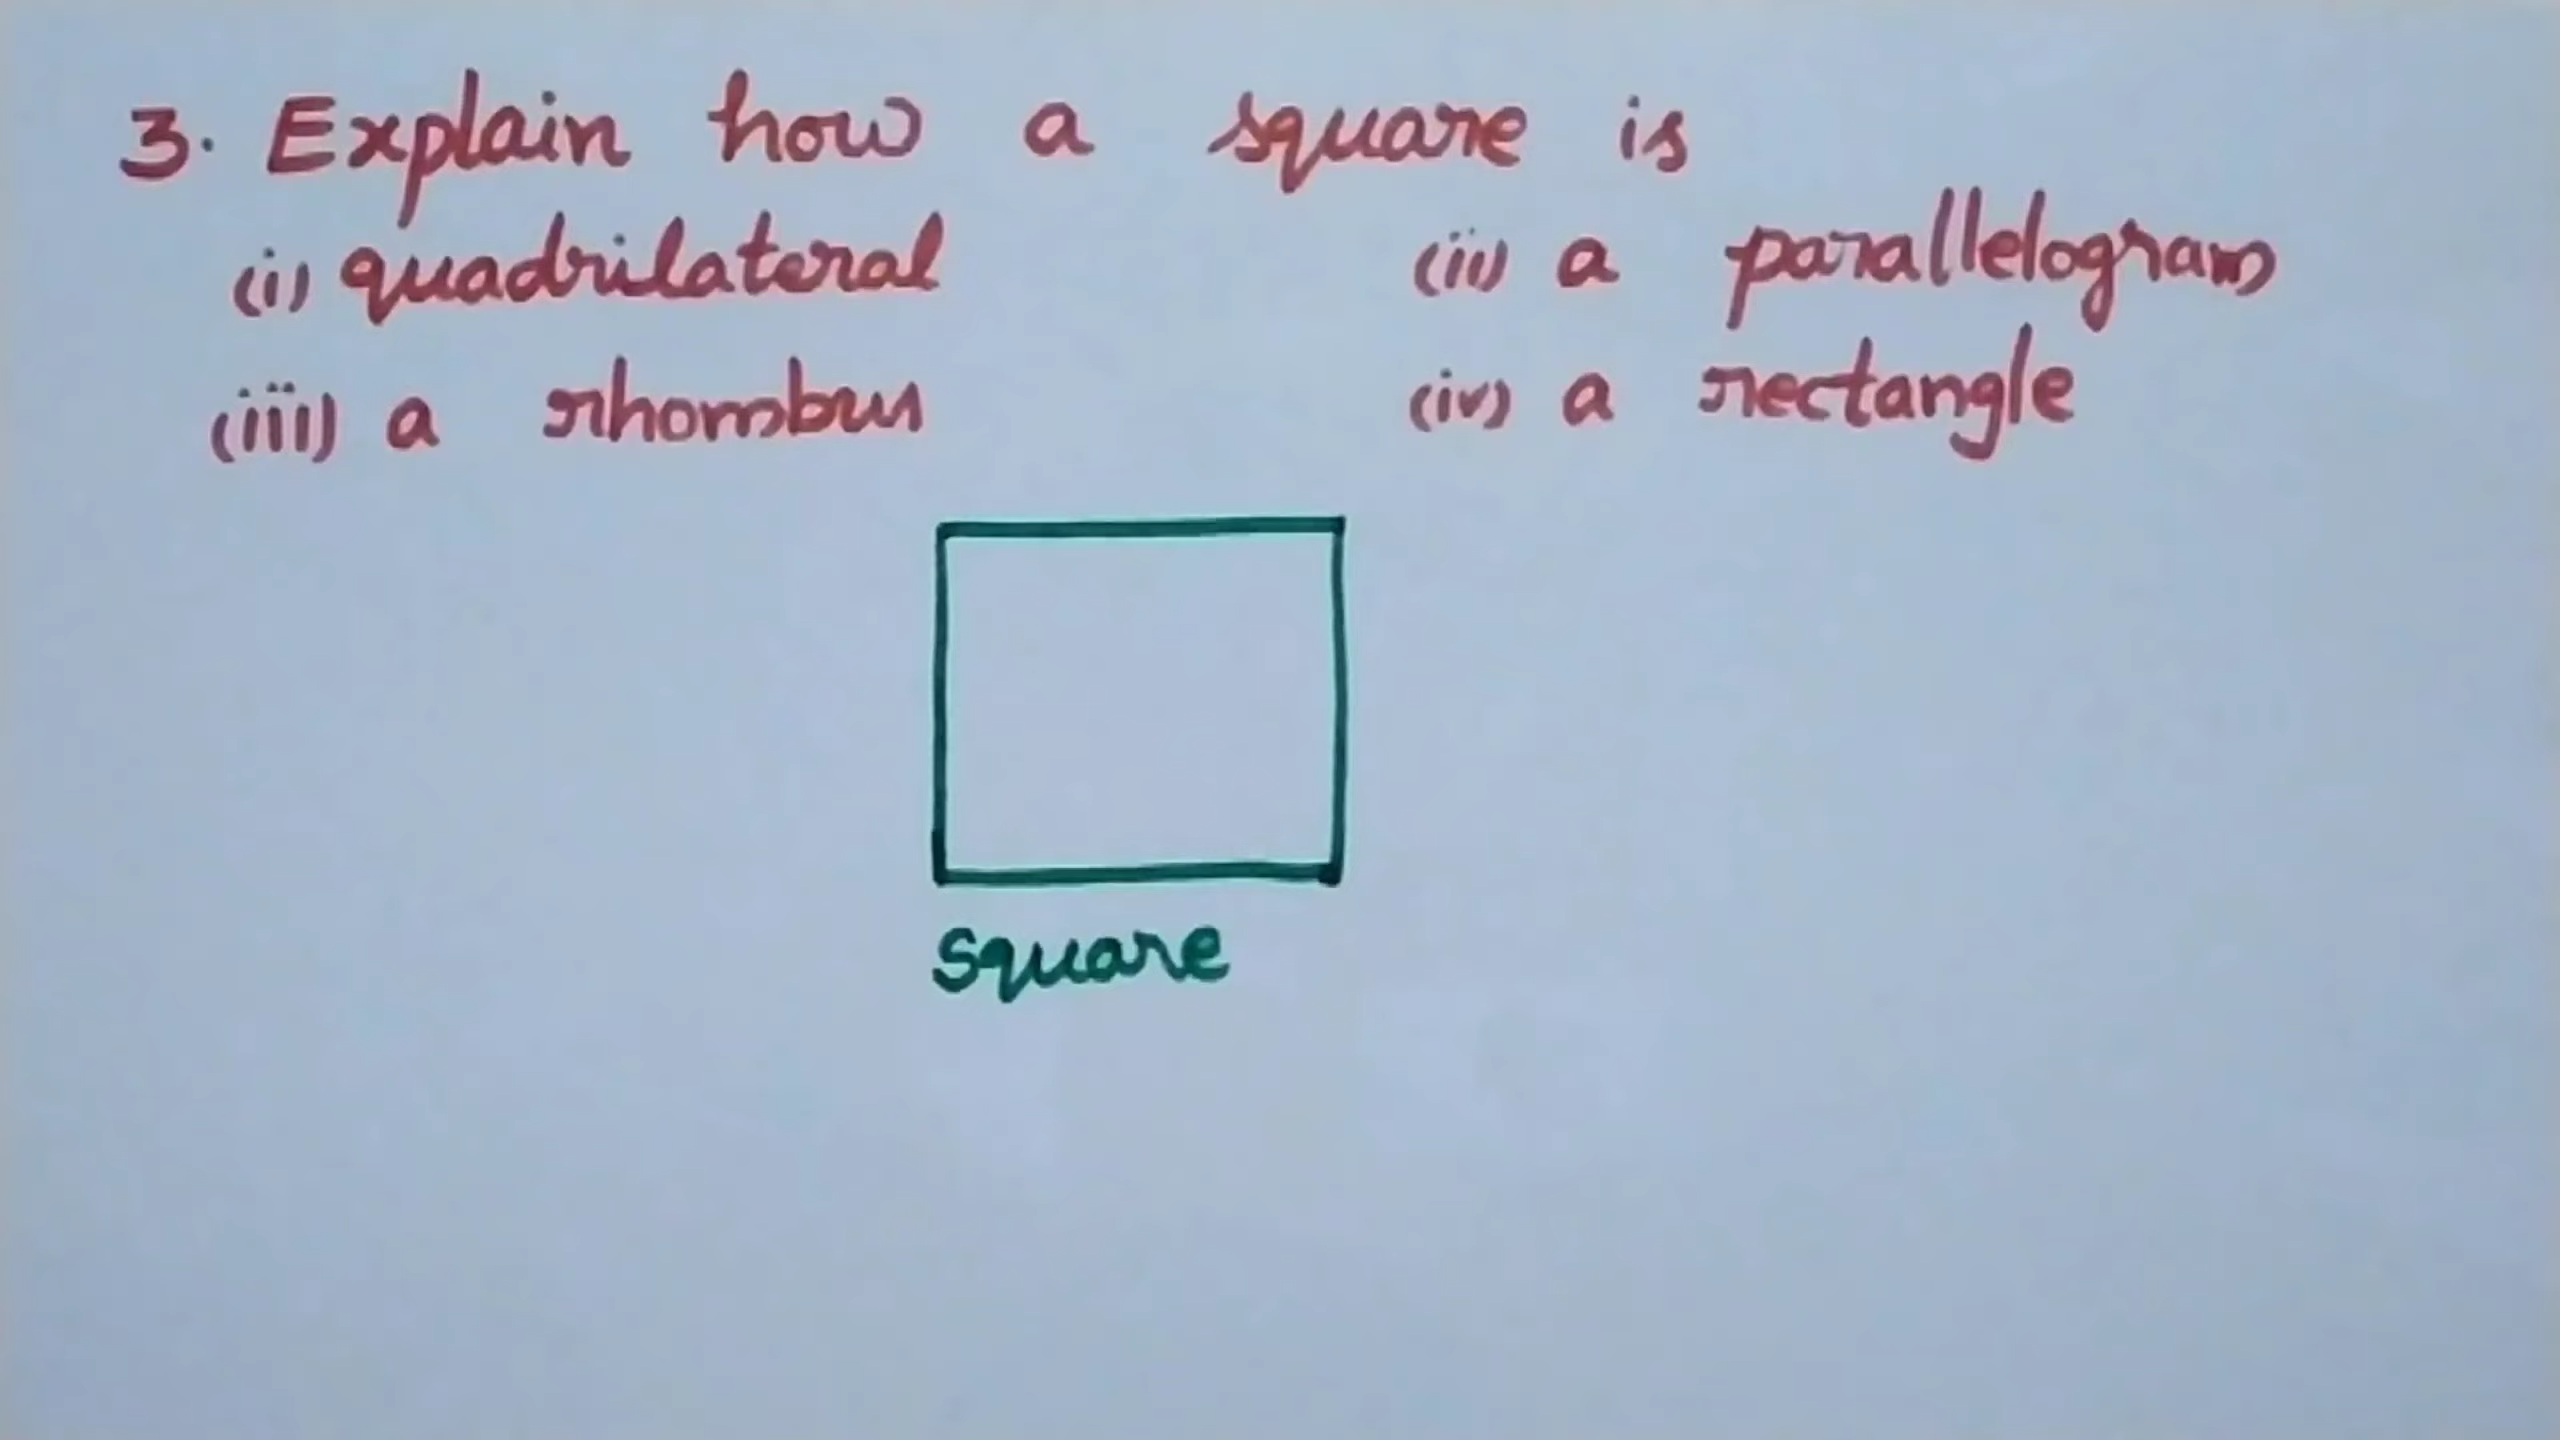 3. Explain how a square is
(i) quadrilateral (ii) a parallelogram
(iii) a rhombus (iv) a rectangle
square